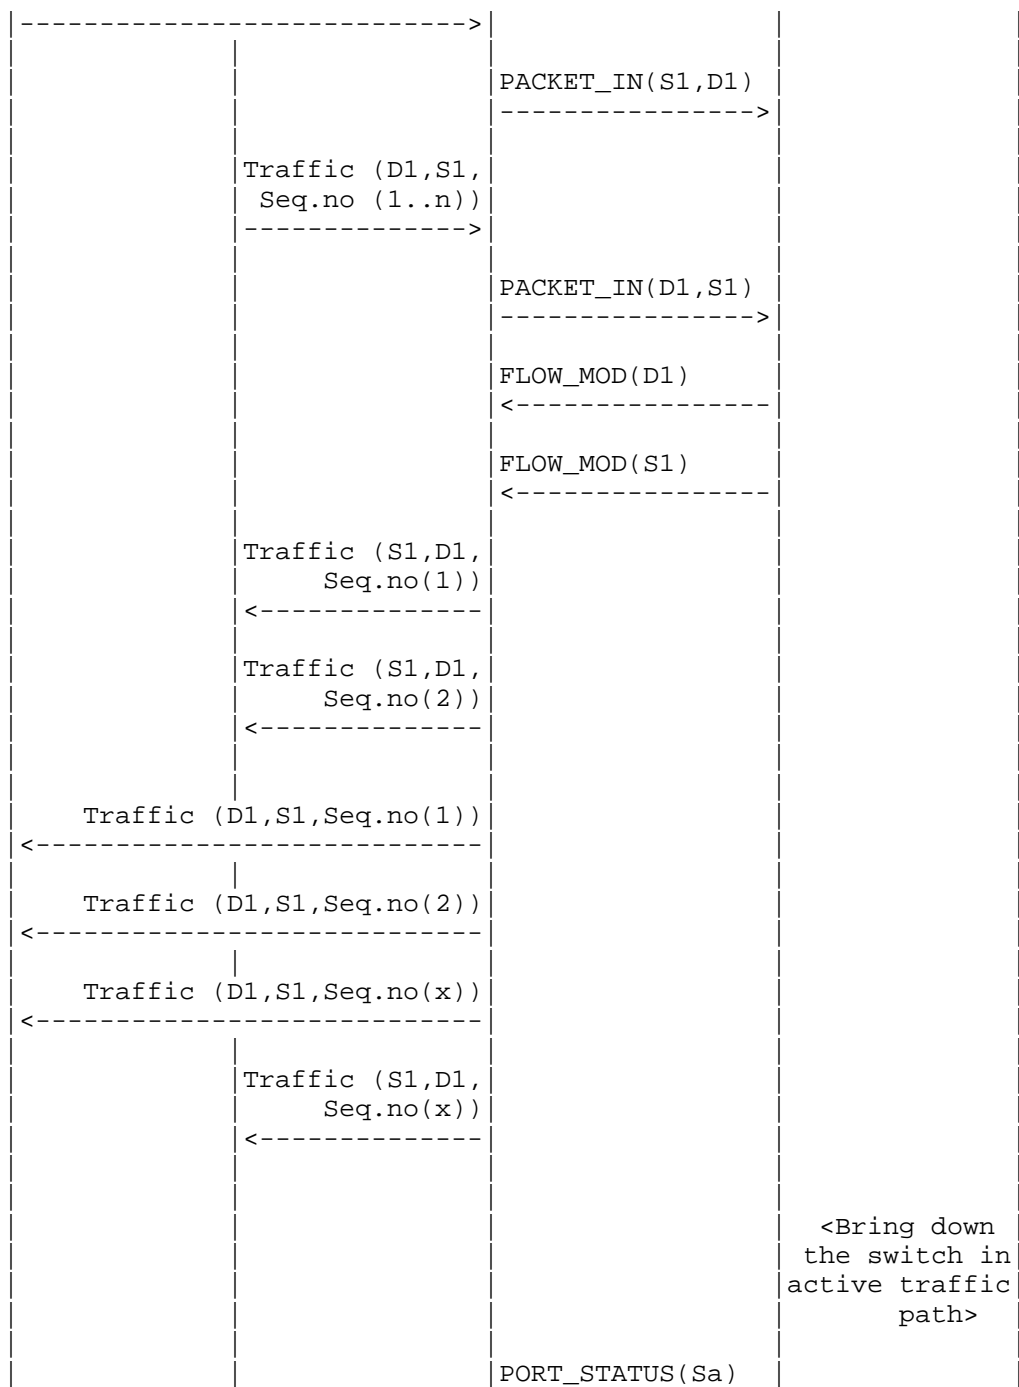 PACKET_IN(S1,D1)
Traffic (D1,S1,
Seq.no (1..n))
PACKET_IN(D1,S1)
FLOW_MOD(D1)
FLOW_MOD(S1)
Traffic (S1,D1,
Seq.no(1))
Traffic (S1,D1,
Seq.no(2))
Traffic (D1,S1,Seq.no(1))
Traffic (D1,S1,Seq.no(2))
Traffic (D1,S1,Seq.no(x))
Traffic (S1,D1,
Seq.no(x))
<Bring down
the switch in
active traffic
path>
PORT_STATUS(Sa)